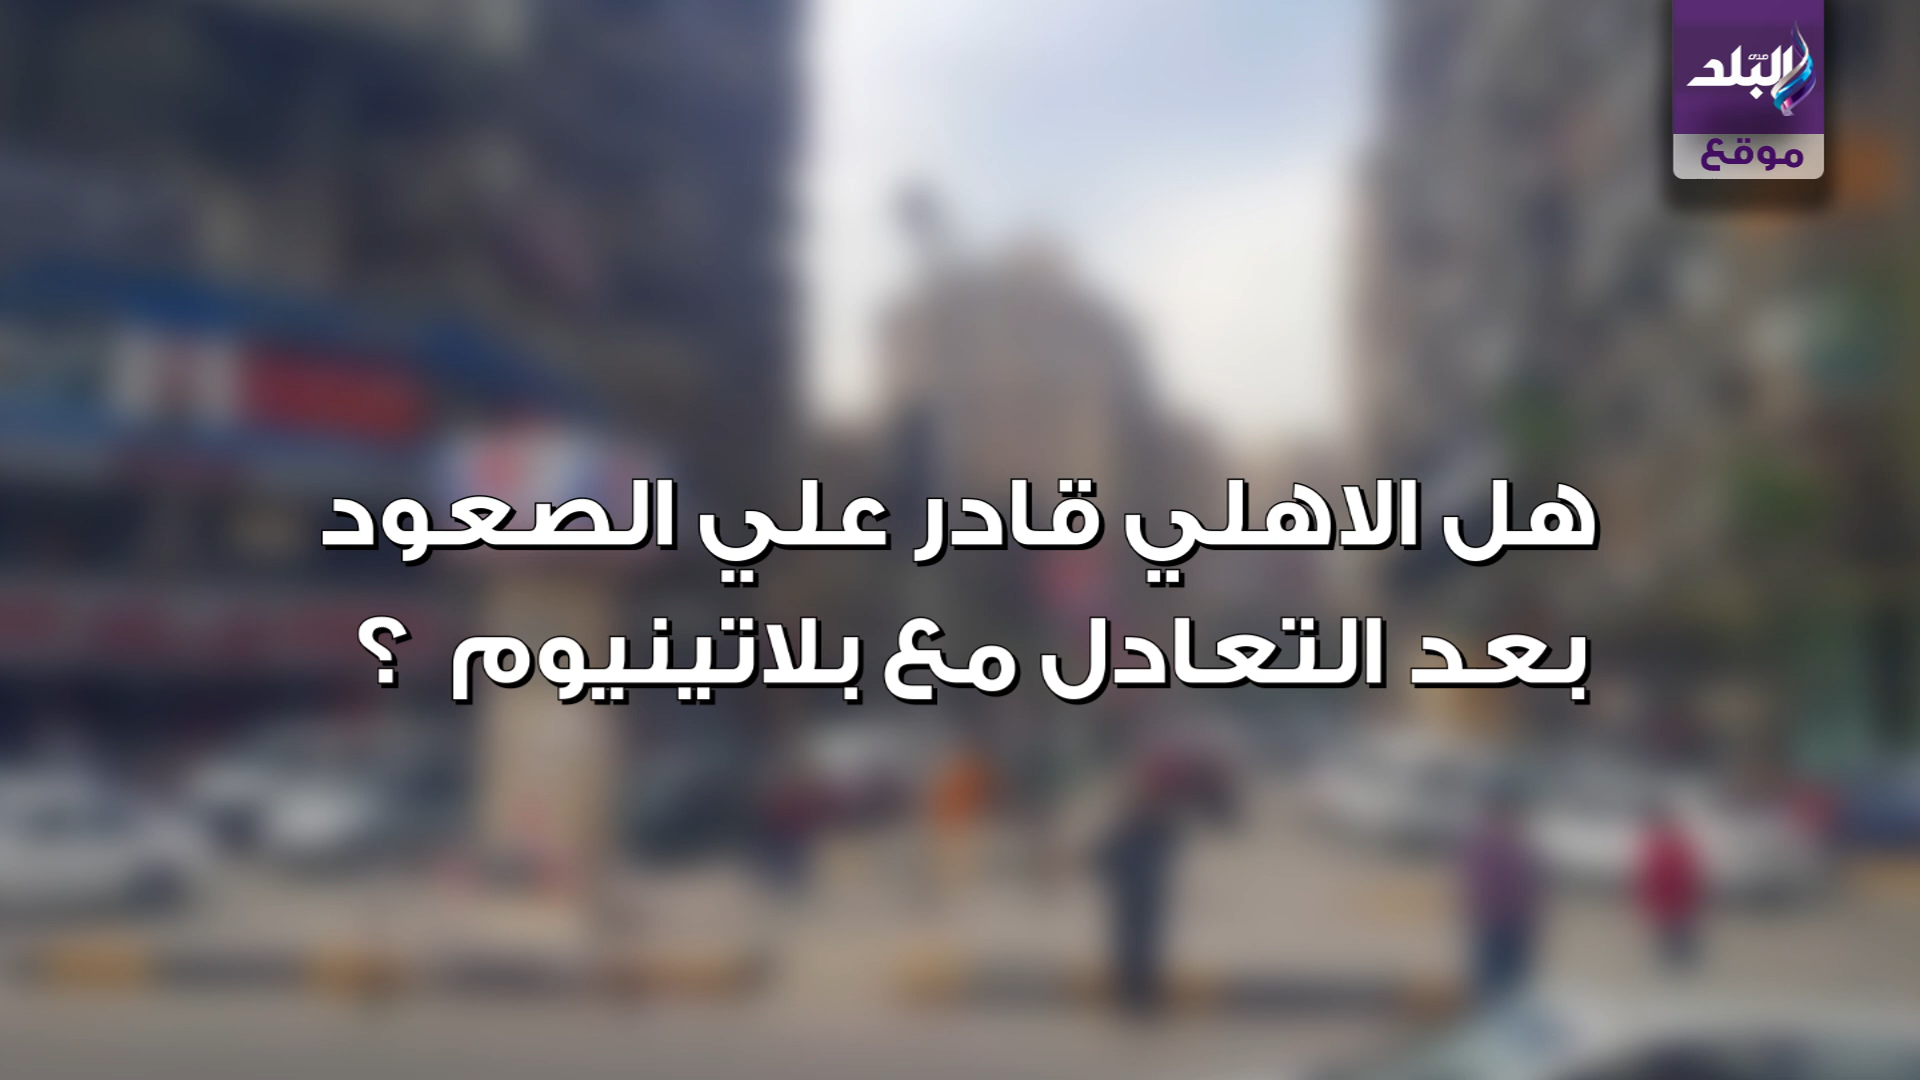 صدى
البلد
موقع
هل الاهلي قادر علي الصعود
بعد التعادل مع بلاتينيوم ؟